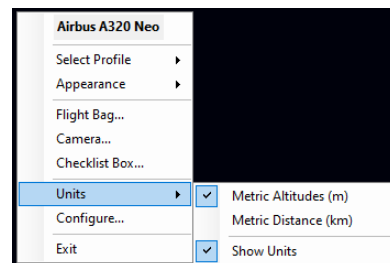 Airbus A320 Neo
Select Profile
Appearance
Flight Bag...
Camera...
Checklist Box...
Units
Configure...
Exit
Metric Altitudes (m)
Metric Distance (km)
Show Units